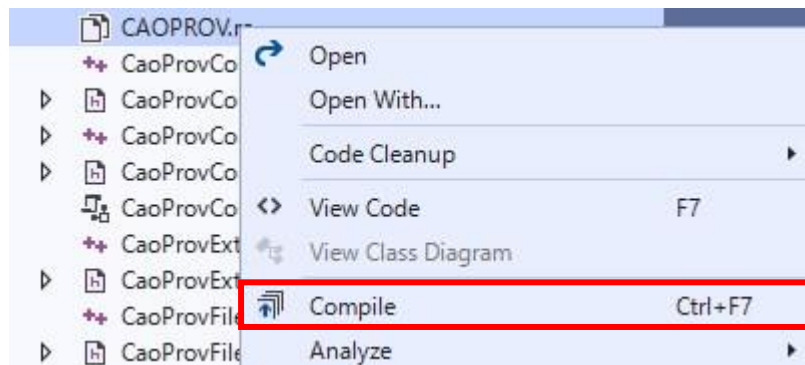 CAOPROV.r
CaoProvCo
CaoProvCo
CaoProvCo
CaoProvCo
CaoProvCo
CaoProvExt
CaoProvExt
CaoProvFile
CaoProvFile
Open
Open With...
Code Cleanup
View Code F7
View Class Diagram
Compile Ctrl+F7
Analyze